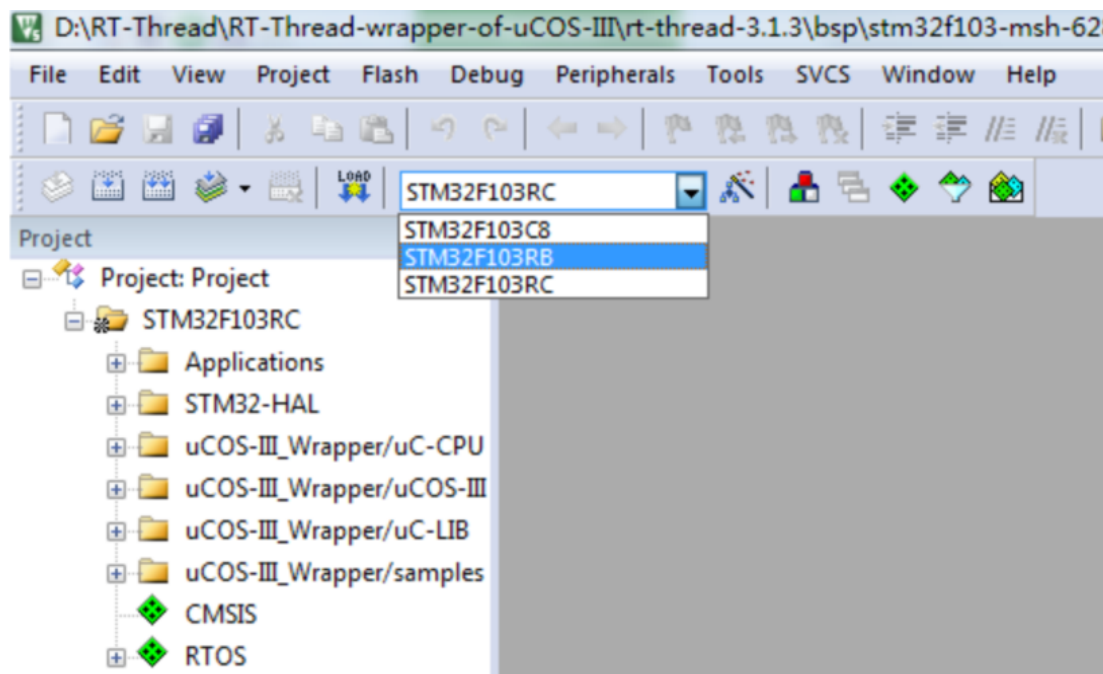 D:\RT-Thread\RT-Thread-wrapper-of-uCOS-III\rt-thread-3.1.3\bsp\stm32f103-msh-628
File Edit View Project Flash Debug Peripherals Tools SVCS Window Help
LOAD STM32F103RC
STM32F103C8
STM32F103RB
STM32F103RC
Project
Project: Project
STM32F103RC
Applications
STM32-HAL
uCOS-III_Wrapper/uC-CPU
uCOS-III_Wrapper/uCOS-III
uCOS-III_Wrapper/uC-LIB
uCOS-III_Wrapper/samples
CMSIS
RTOS